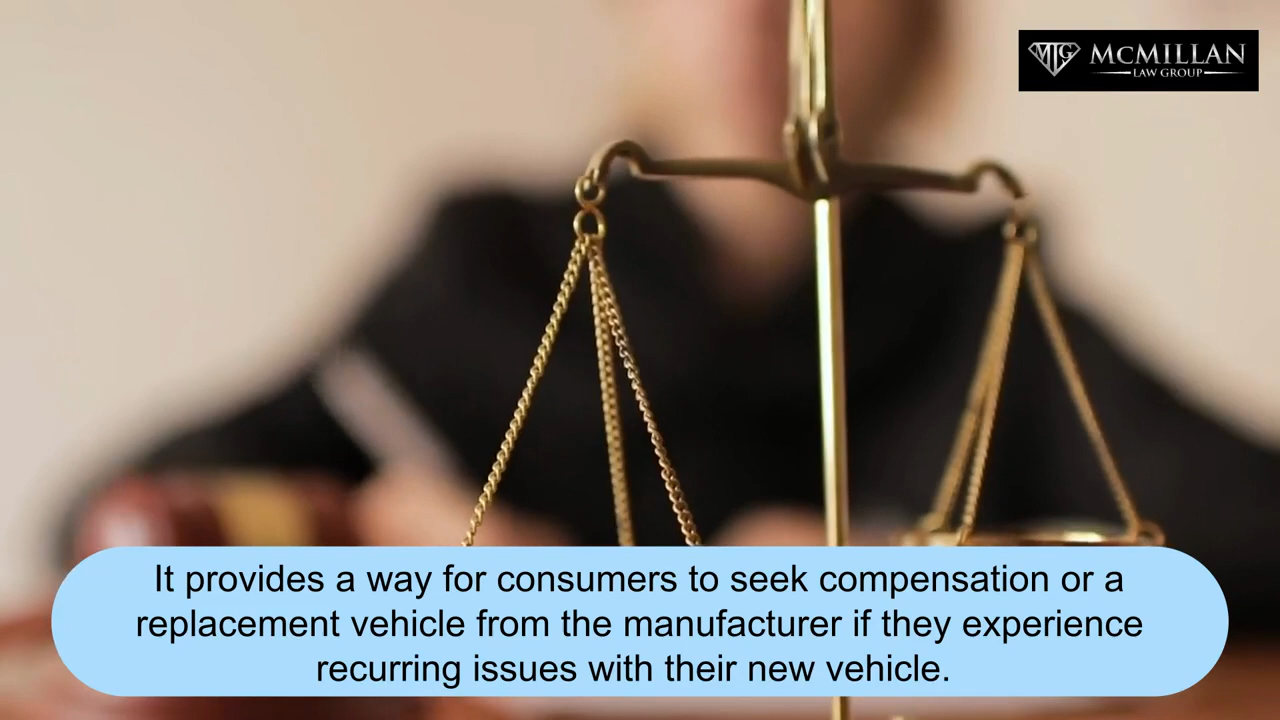 MLG
McMILLAN
LAW GROUP
It provides a way for consumers to seek compensation or a
replacement vehicle from the manufacturer if they experience
recurring issues with their new vehicle.